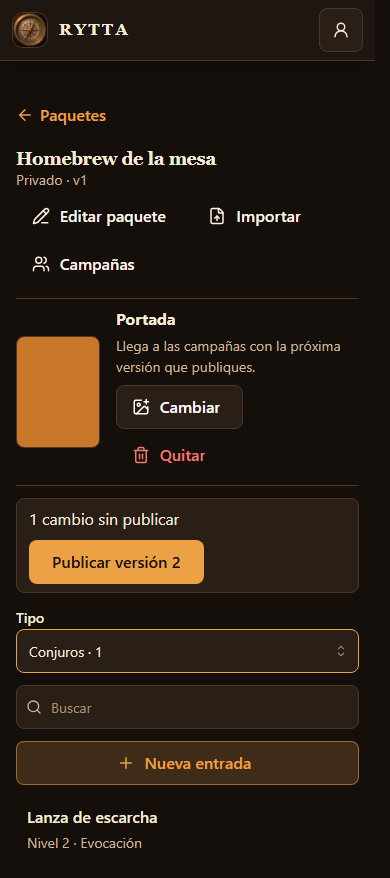 RYTTA
Paquetes
Homebrew de la mesa
Privado · v1
Editar paquete
Importar
Campañas
Portada
Llega a las campañas con la próxima
versión que publiques.
Cambiar
Quitar
1 cambio sin publicar
Publicar versión 2
Tipo
Conjuros · 1
Buscar
Nueva entrada
Lanza de escarcha
Nivel 2 · Evocación